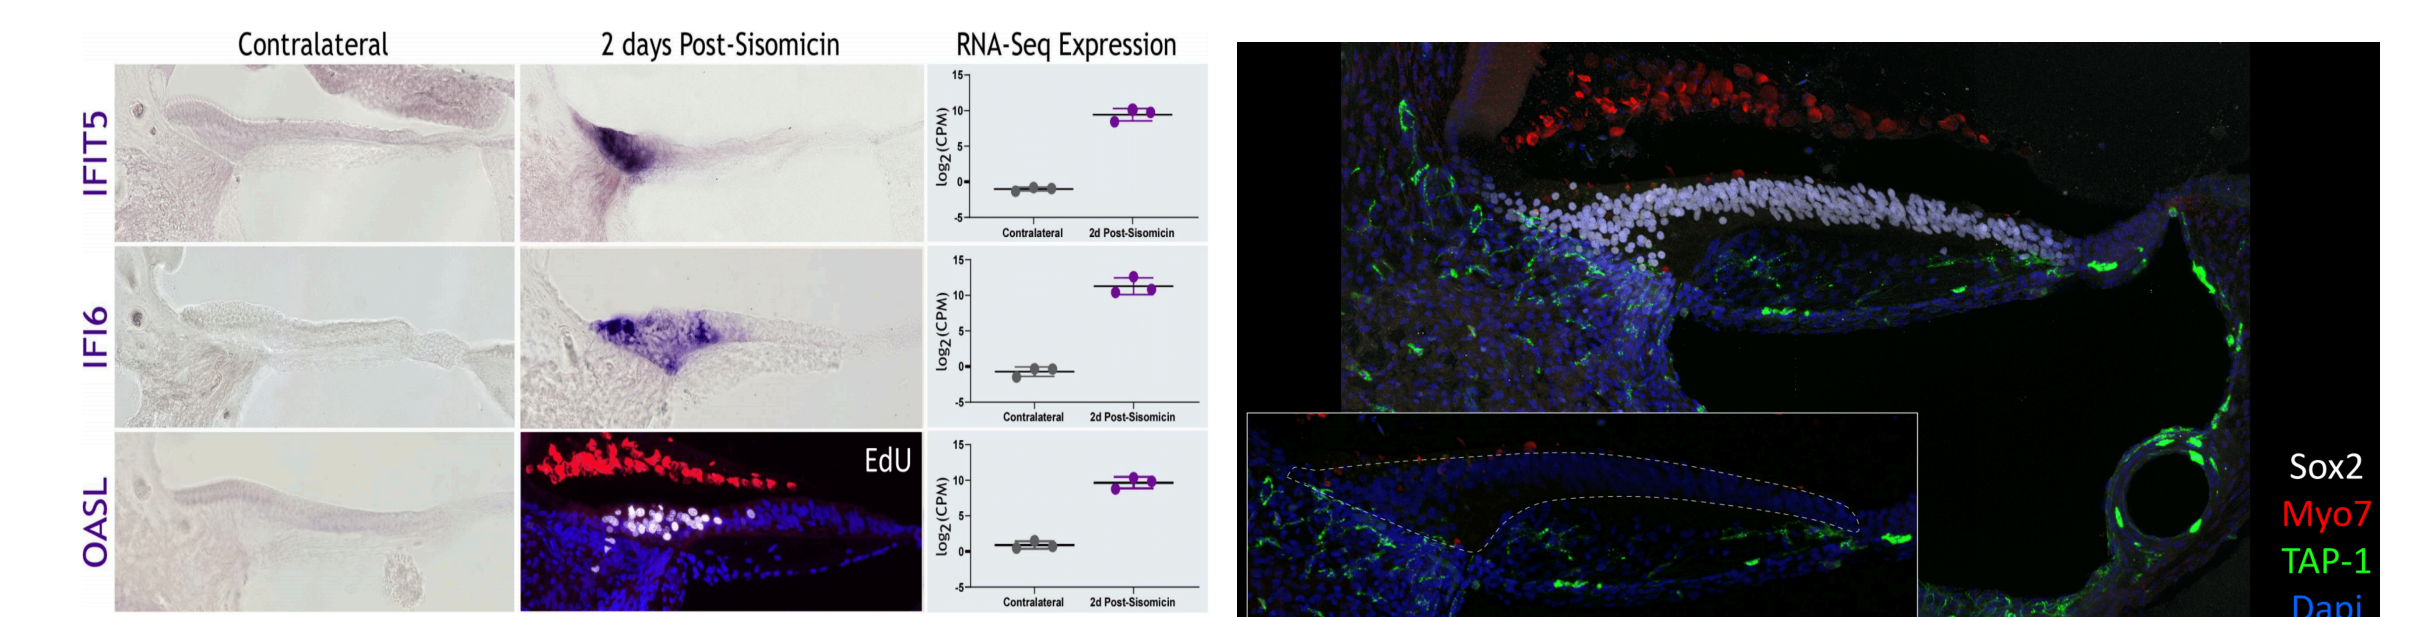 Contralateral
2 days Post-Sisomicin
RNA-Seq Expression
IFIT5
15
10
5
0
-5
log2(CPM)
Contralateral
2d Post-Sisomicin
IFI6
15
10
5
0
-5
log2(CPM)
Contralateral
2d Post-Sisomicin
OASL
EdU
15
10
5
0
-5
log2(CPM)
Contralateral
2d Post-Sisomicin
Sox2
Myo7
TAP-1
Dapi